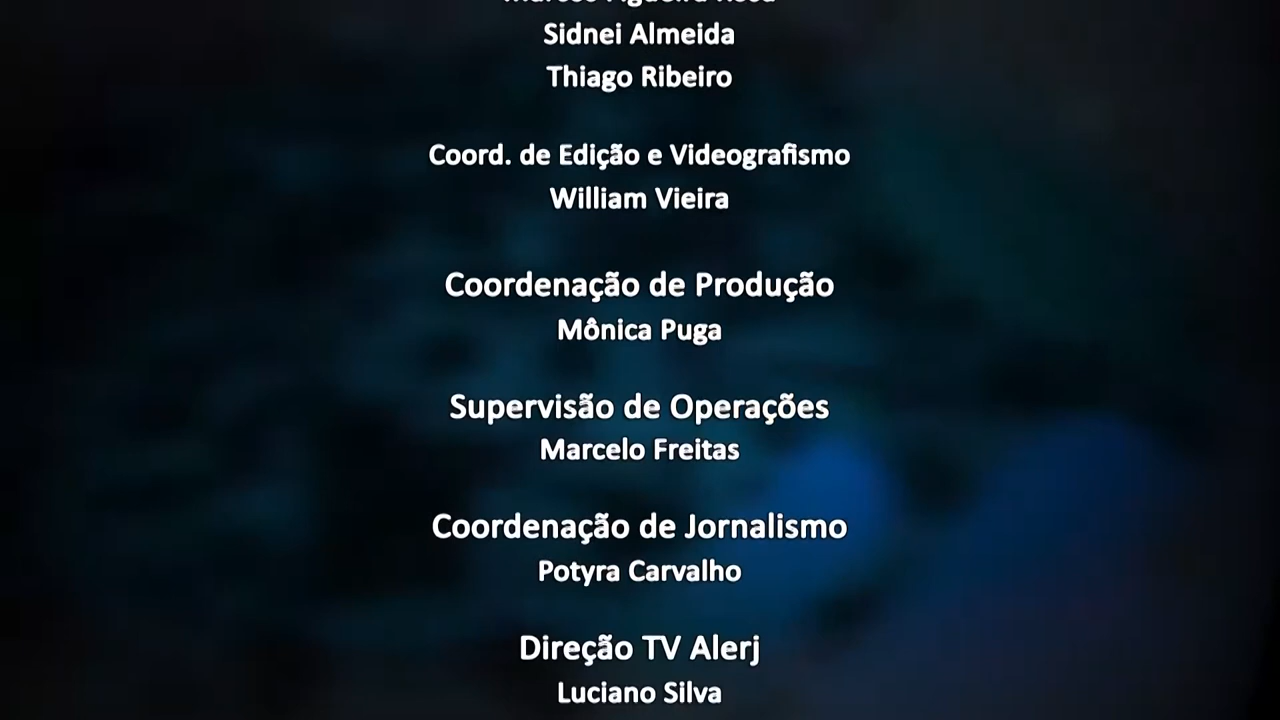 Sidnei Almeida
Thiago Ribeiro
Coord. de Edição e Videografismo
William Vieira
Coordenação de Produção
Mônica Puga
Supervisão de Operações
Marcelo Freitas
Coordenação de Jornalismo
Potyra Carvalho
Direção TV Alerj
Luciano Silva